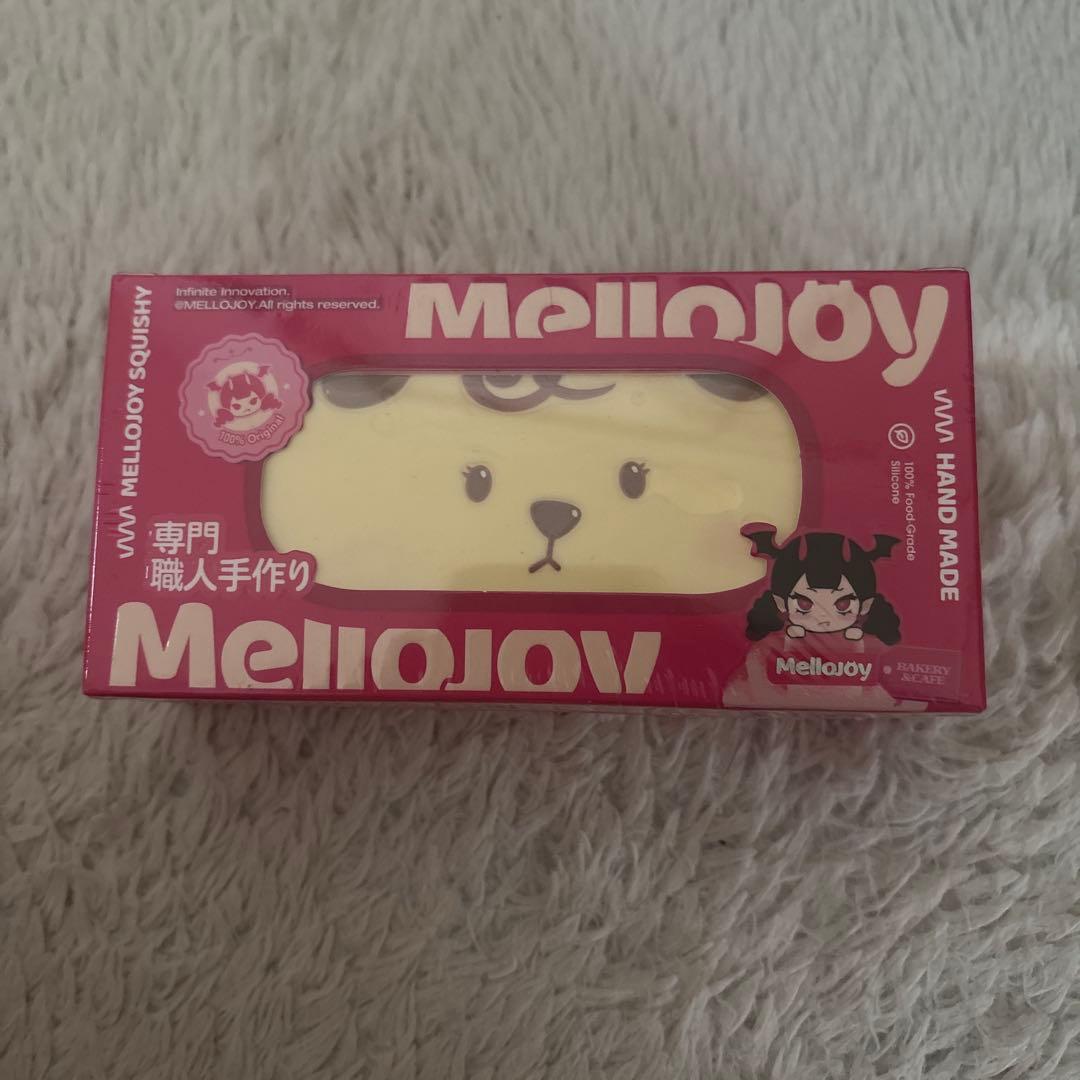 Infinite Innovation.
©MELLOJOY.All rights reserved.
MelloJoy
MELLOJOY SQUISHY
100% Original
HAND MADE
100% Food-Grade
Silicone
専門
職人手作り
MelloJoy
MelloJoy
BAKERY
&CAFE